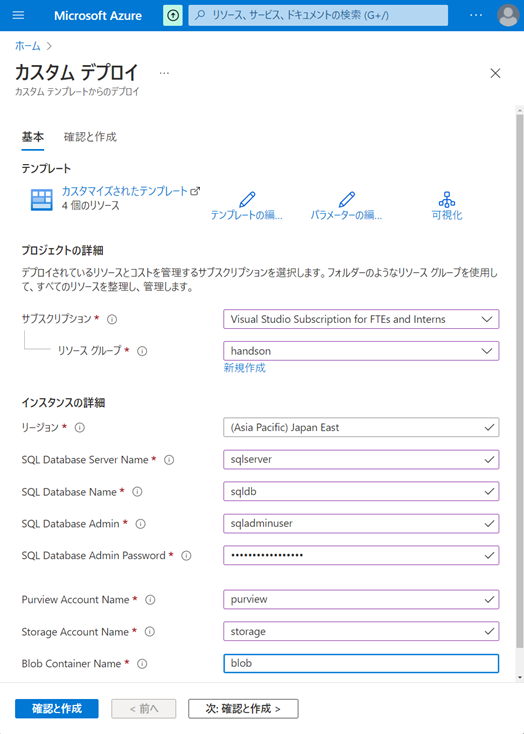 Microsoft Azure
リソース、サービス、ドキュメントの検索 (G+/)
ホーム
カスタム デプロイ
カスタム テンプレートからのデプロイ
基本 確認と作成
テンプレート
カスタマイズされたテンプレート
4 個のリソース
テンプレートの編... パラメーターの編... 可視化
プロジェクトの詳細
デプロイされているリソースとコストを管理するサブスクリプションを選択します。フォルダーのようなリソース グループを使用し
て、すべてのリソースを整理し、管理します。
サブスクリプション * Visual Studio Subscription for FTEs and Interns
リソース グループ * handson
新規作成
インスタンスの詳細
リージョン * (Asia Pacific) Japan East
SQL Database Server Name * sqlserver
SQL Database Name * sqldb
SQL Database Admin * sqladminuser
SQL Database Admin Password * •••••••••••••••••
Purview Account Name * purview
Storage Account Name * storage
Blob Container Name * blob
確認と作成 < 前へ 次: 確認と作成 >